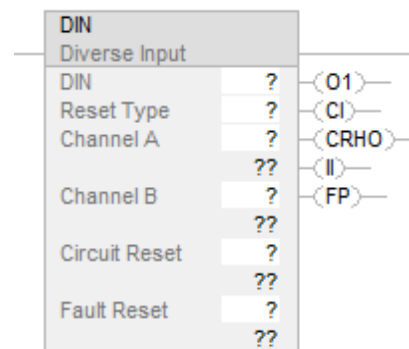 DIN
Diverse Input
DIN ? (O1)
Reset Type ? (CI)
Channel A ? (CRHO)
?? (II)
Channel B ? (FP)
??
Circuit Reset ?
??
Fault Reset ?
??